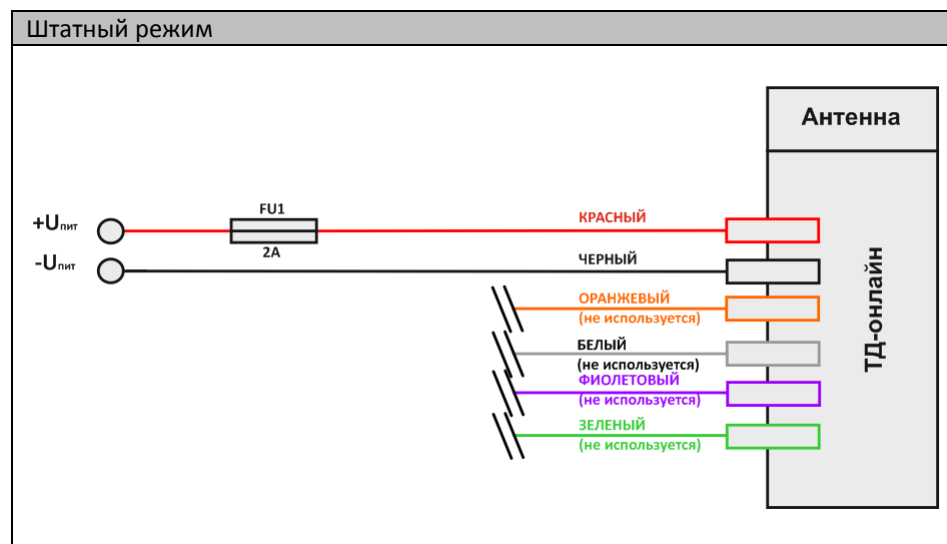 Штатный режим
Антенна
FU1
КРАСНЫЙ
+Uпит
2А
ЧЕРНЫЙ
-Uпит
ОРАНЖЕВЫЙ
(не используется)
БЕЛЫЙ
(не используется)
ФИОЛЕТОВЫЙ
(не используется)
ЗЕЛЕНЫЙ
(не используется)
ТД-онлайн